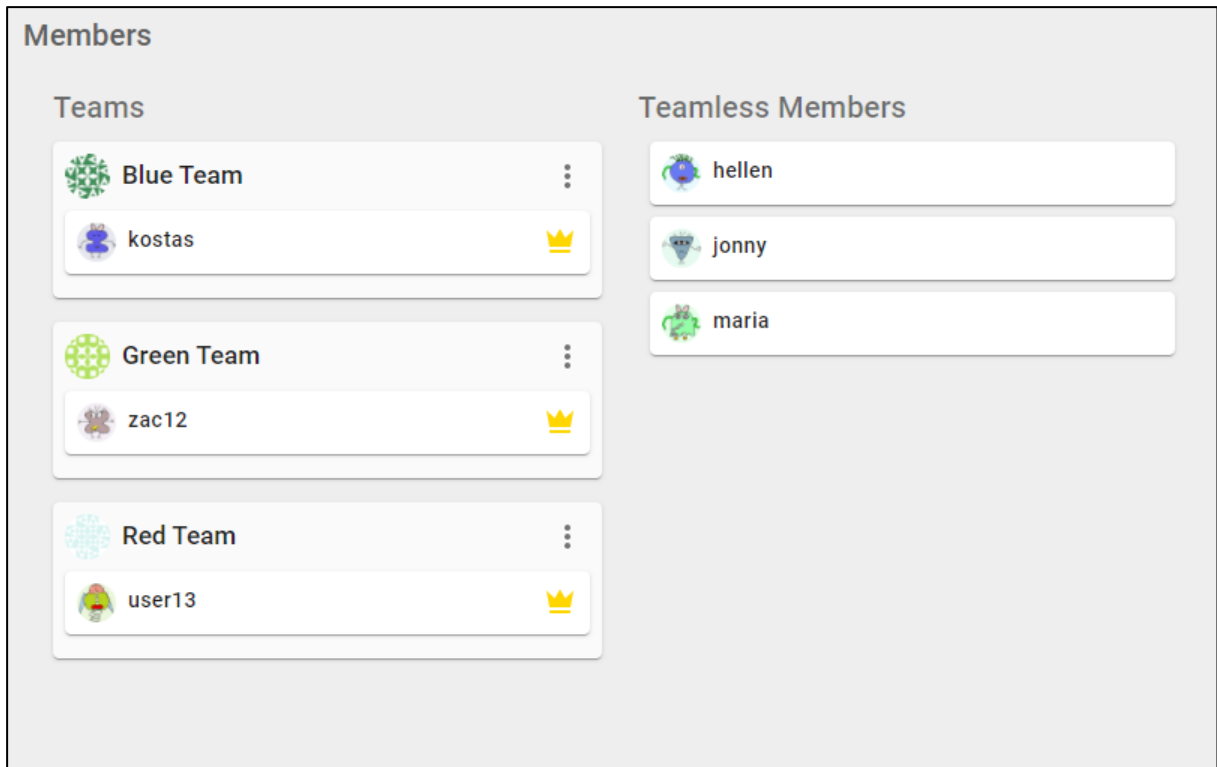 Members
Teams
Blue Team
kostas
Green Team
zac12
Red Team
user13
Teamless Members
hellen
jonny
maria